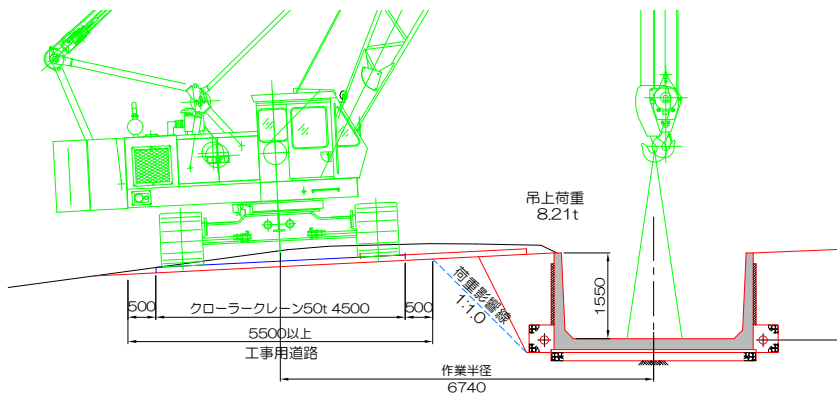 吊上荷重
8.21t
荷重影響線
1:1.0
1550
500
クローラークレーン50t 4500
500
5500以上
工事用道路
作業半径
6740